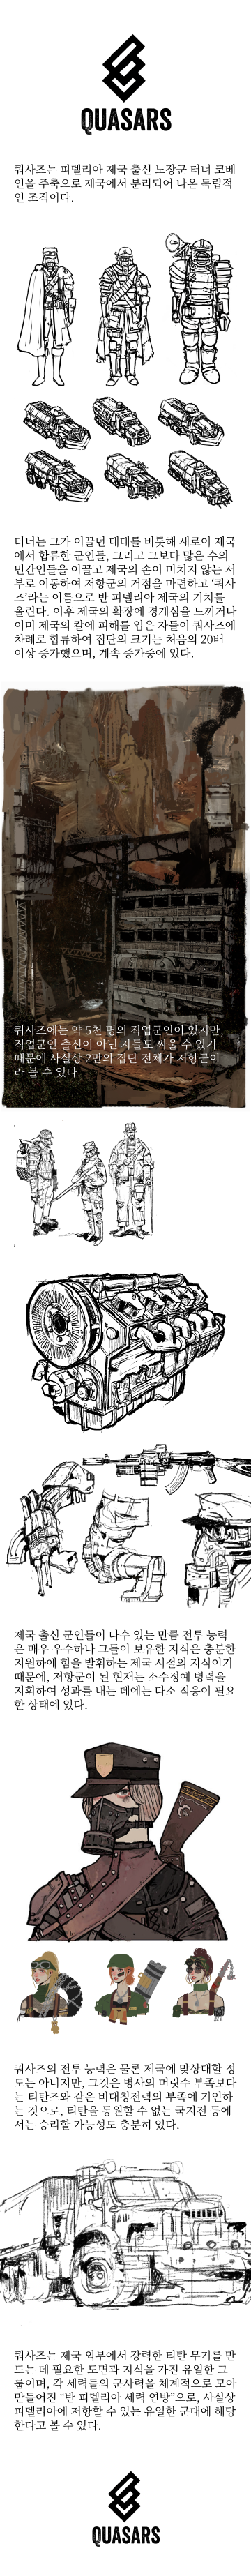 QUASARS
쿼사즈는 피델리아 제국 출신 노장군 터너 코베
인을 주축으로 제국에서 분리되어 나온 독립적
인 조직이다.
터너는 그가 이끌던 대대를 비롯해 새로이 제국
에서 합류한 군인들, 그리고 그보다 많은 수의
민간인들을 이끌고 제국의 손이 미치지 않는 서
부로 이동하여 저항군의 거점을 마련하고 '쿼사
즈'라는 이름으로 반 피델리아 제국의 기치를
올린다. 이후 제국의 확장에 경계심을 느끼거나
이미 제국의 칼에 피해를 입은 자들이 쿼사즈에
차례로 합류하여 집단의 크기는 처음의 20배
이상 증가했으며, 계속 증가중에 있다.
쿼사즈에는 약 5천 명의 직업군인이 있지만,
직업군인 출신이 아닌 자들도 싸울 수 있기
때문에 사실상 2만의 집단 전체가 저항군이
라 볼 수 있다.
제국 출신 군인들이 다수 있는 만큼 전투 능력
은 매우 우수하나 그들이 보유한 지식은 충분한
지원하에 힘을 발휘하는 제국 시절의 지식이기
때문에, 저항군이 된 현재는 소수정예 병력을
지휘하여 성과를 내는 데에는 다소 적응이 필요
한 상태에 있다.
쿼사즈의 전투 능력은 물론 제국에 맞상대할 정
도는 아니지만, 그것은 병사의 머릿수 부족보다
는 티탄즈와 같은 비대칭전력의 부족에 기인하
는 것으로, 티탄을 동원할 수 없는 국지전 등에
서는 승리할 가능성도 충분히 있다.
쿼사즈는 제국 외부에서 강력한 티탄 무기를 만
드는 데 필요한 도면과 지식을 가진 유일한 그
룹이며, 각 세력들의 군사력을 체계적으로 모아
만들어진 “반 피델리아 세력 연방”으로, 사실상
피델리아에 저항할 수 있는 유일한 군대에 해당
한다고 볼 수 있다.
QUASARS